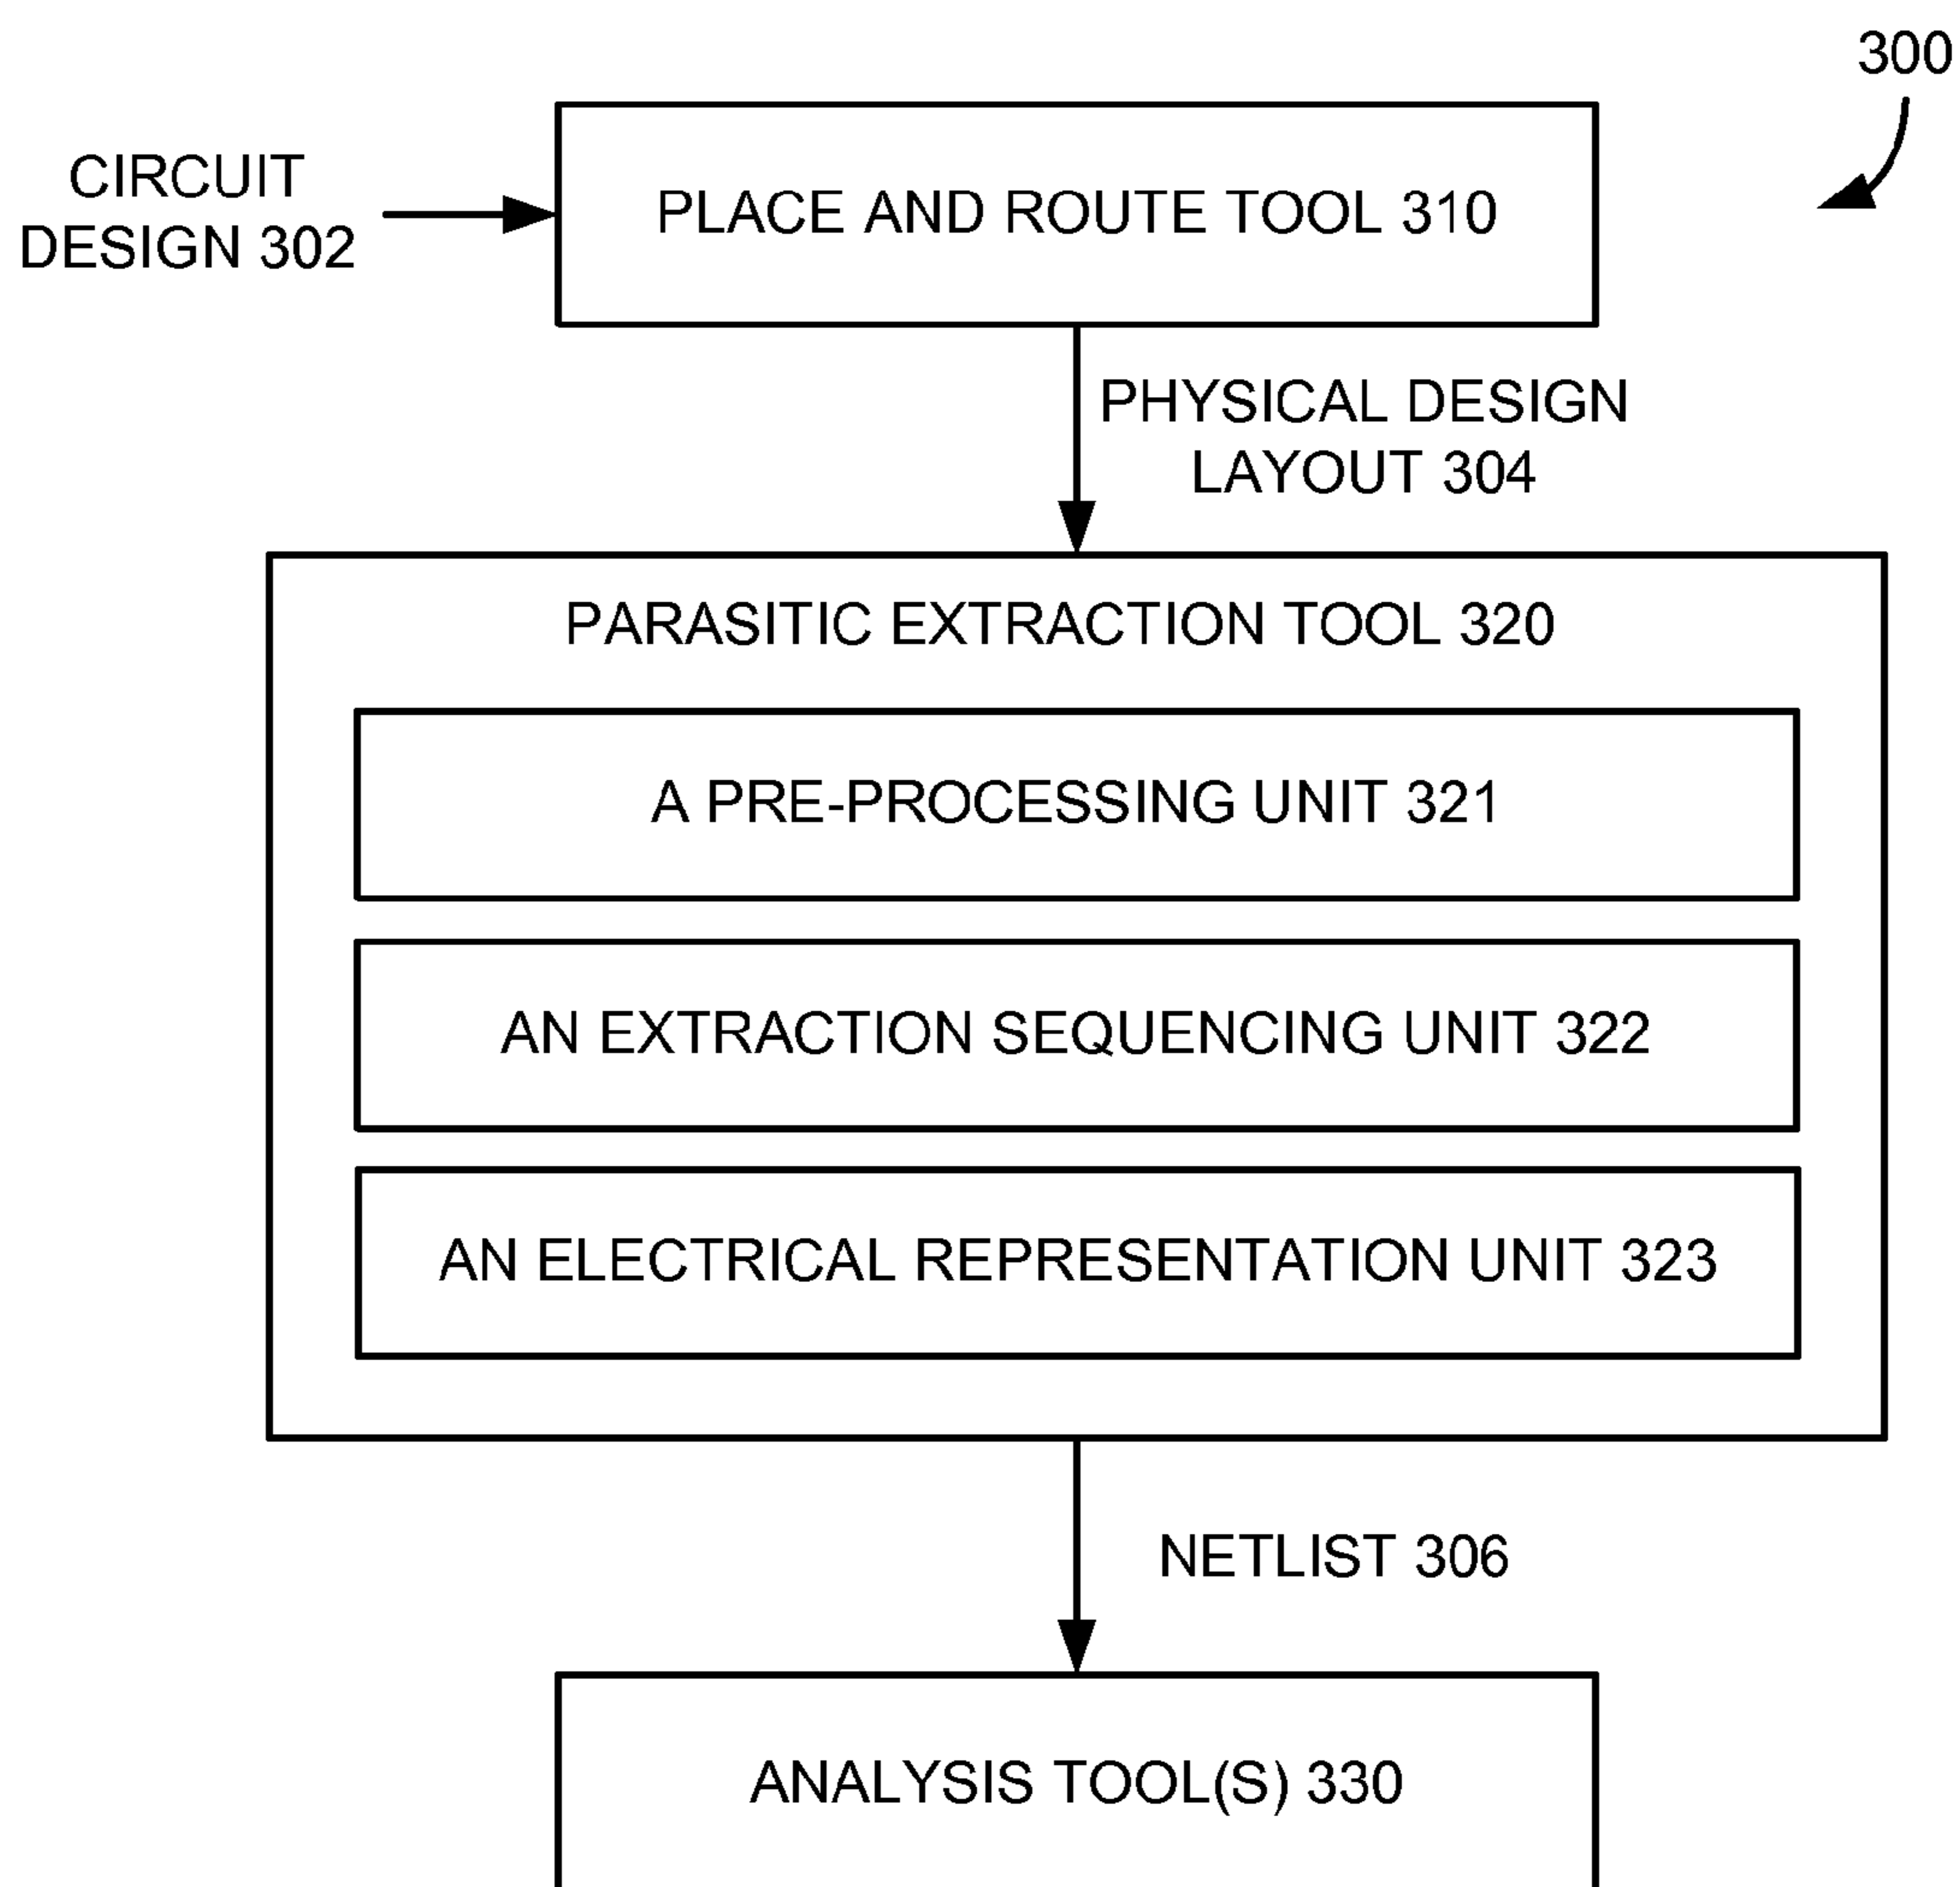 300
CIRCUIT
DESIGN 302
PLACE AND ROUTE TOOL 310
PHYSICAL DESIGN
LAYOUT 304
PARASITIC EXTRACTION TOOL 320
A PRE-PROCESSING UNIT 321
AN EXTRACTION SEQUENCING UNIT 322
AN ELECTRICAL REPRESENTATION UNIT 323
NETLIST 306
ANALYSIS TOOL(S) 330